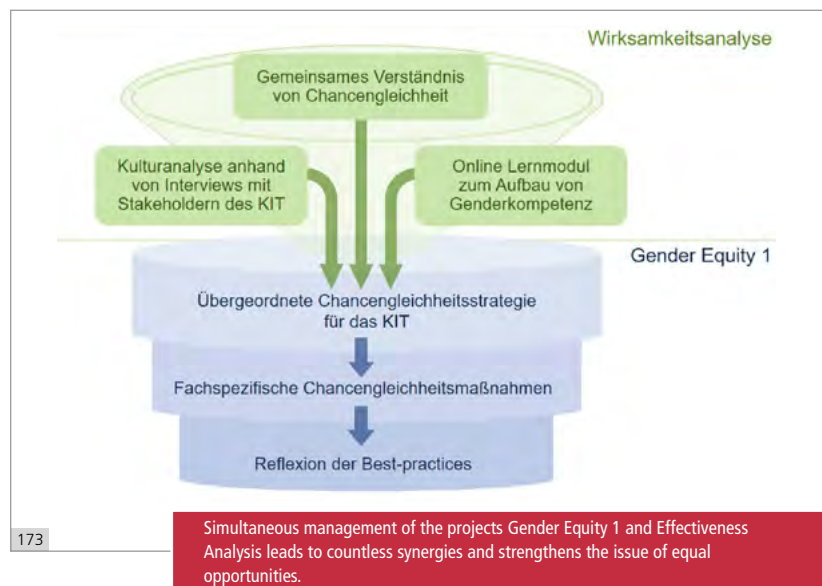 Wirksamkeitsanalyse
Gemeinsames Verständnis
von Chancengleichheit
Kulturanalyse anhand
von Interviews mit
Stakeholdern des KIT
Online Lernmodul
zum Aufbau von
Genderkompetenz
Gender Equity 1
Übergeordnete Chancengleichheitsstrategie
für das KIT
Fachspezifische Chancengleichheitsmaßnahmen
Reflexion der Best-practices
173
Simultaneous management of the projects Gender Equity 1 and Effectiveness
Analysis leads to countless synergies and strengthens the issue of equal
opportunities.